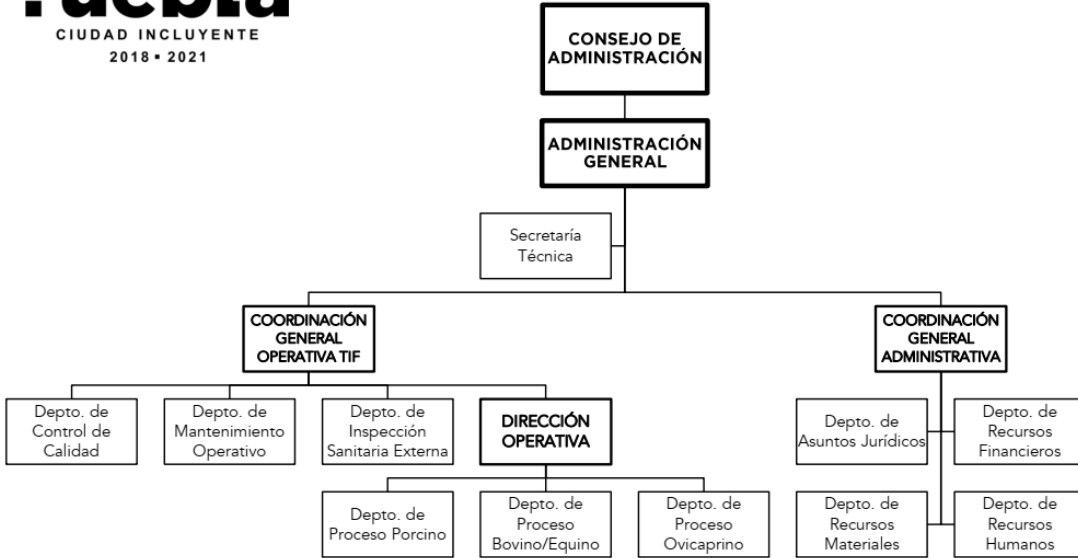 CIUDAD INCLUYENTE
2018 ▪ 2021
CONSEJO DE
ADMINISTRACIÓN
ADMINISTRACIÓN
GENERAL
Secretaría
Técnica
COORDINACIÓN
GENERAL
OPERATIVA TIF
COORDINACIÓN
GENERAL
ADMINISTRATIVA
Depto. de
Control de
Calidad
Depto. de
Mantenimiento
Operativo
Depto. de
Inspección
Sanitaria Externa
DIRECCIÓN
OPERATIVA
Depto. de
Asuntos Jurídicos
Depto. de
Recursos
Financieros
Depto. de
Proceso Porcino
Depto. de
Proceso
Bovino/Equino
Depto. de
Proceso
Ovicaprino
Depto. de
Recursos
Materiales
Depto. de
Recursos
Humanos